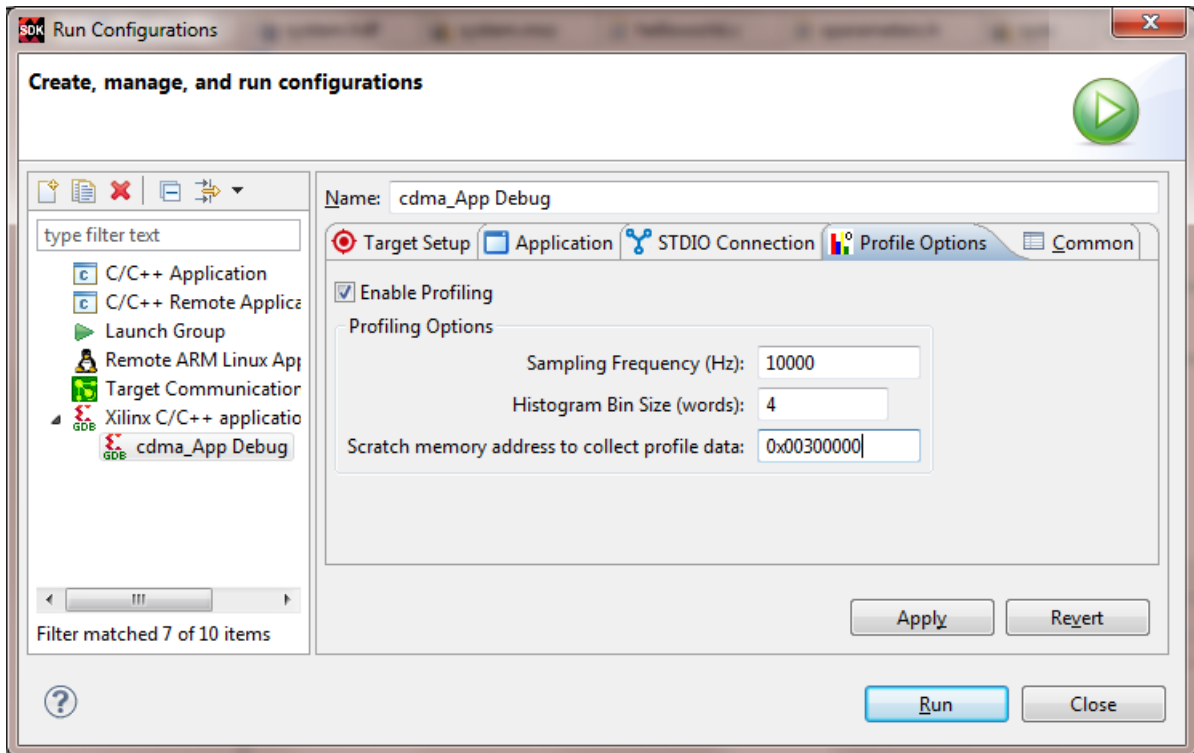 SDK Run Configurations
Create, manage, and run configurations
Name: cdma_App Debug
type filter text
Target Setup Application STDIO Connection Profile Options Common
C/C++ Application
C/C++ Remote Applica
Launch Group
Remote ARM Linux App
Target Communication
GDB Xilinx C/C++ applicatio
GDB cdma_App Debug
Enable Profiling
Profiling Options
Sampling Frequency (Hz): 10000
Histogram Bin Size (words): 4
Scratch memory address to collect profile data: 0x00300000
Filter matched 7 of 10 items
Apply Revert
? Run Close